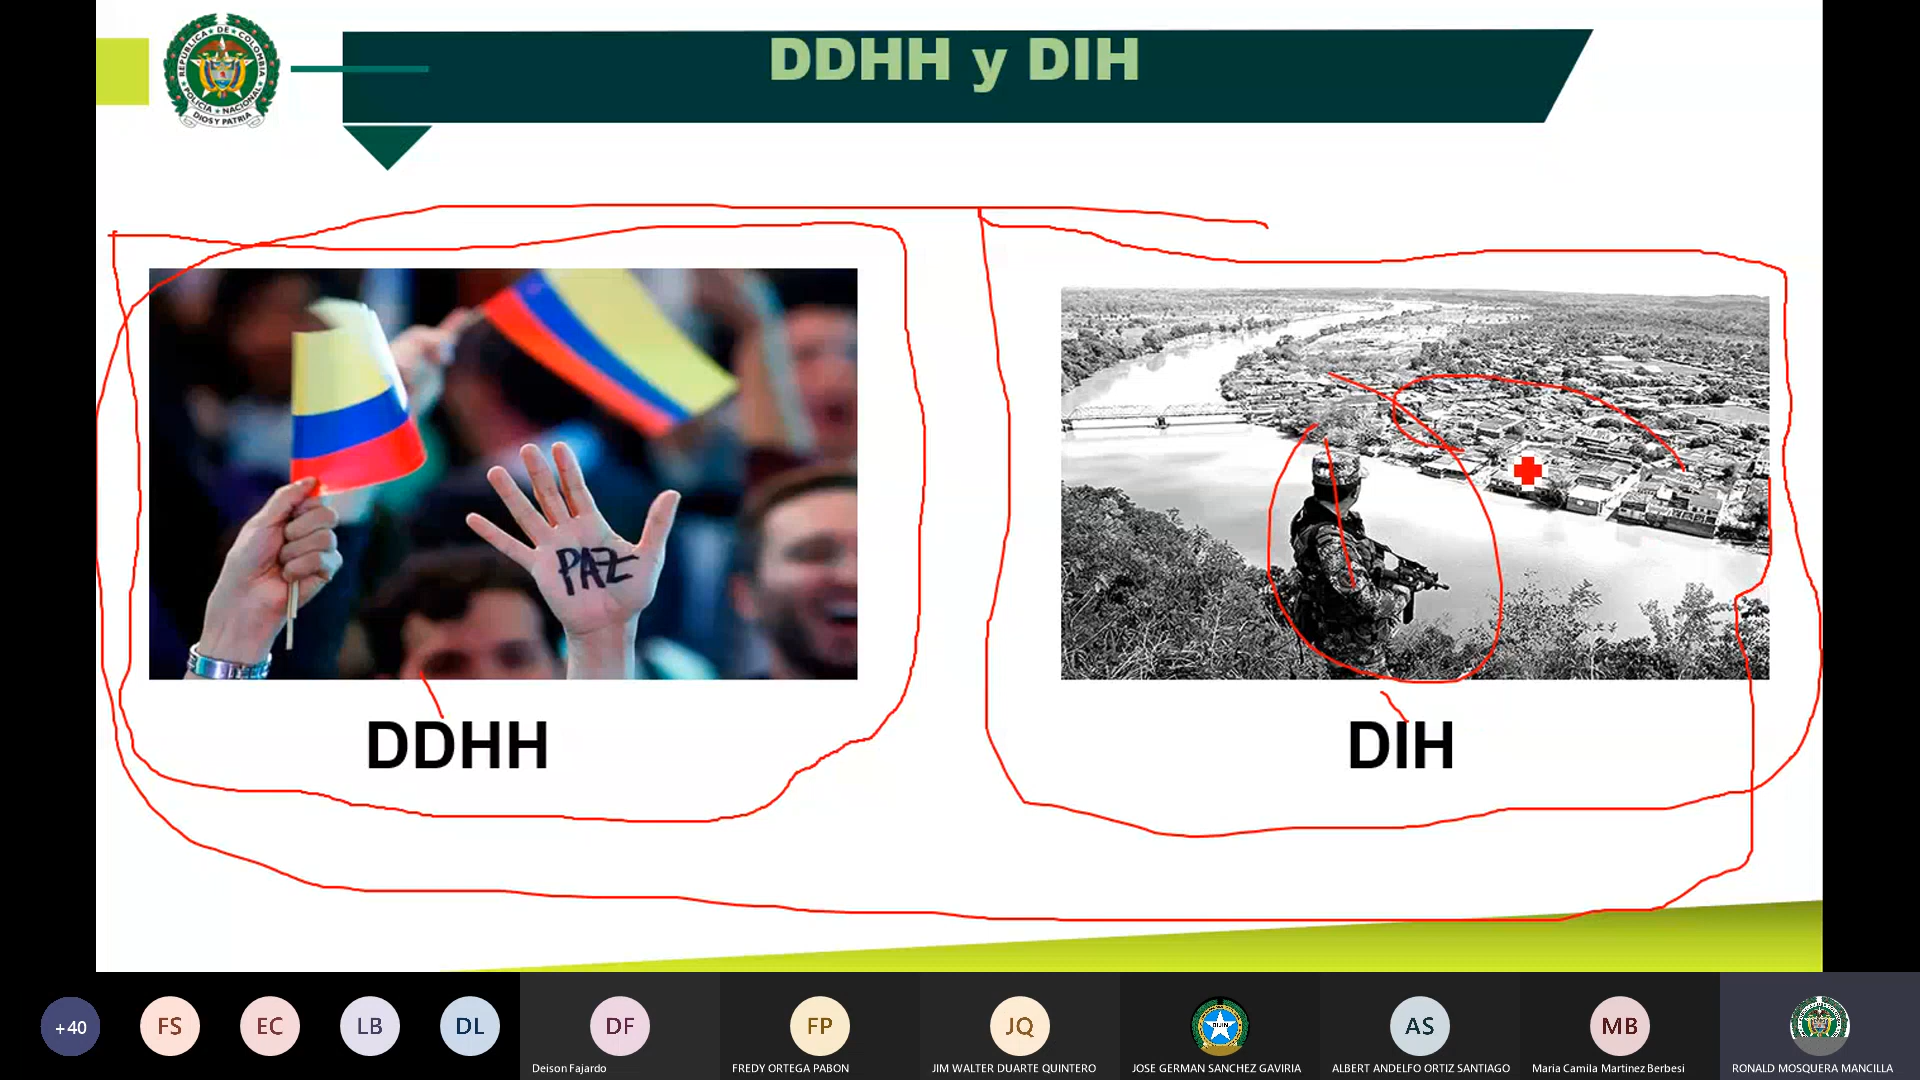 DDHH y DIH
REPUBLICA DE COLOMBIA
POLICIA NACIONAL
DIOS Y PATRIA
PAZ
DDHH
DIH
+40
FS
EC
LB
DL
DF
FP
JQ
DIJIN
AS
MB
Deison Fajardo
FREDY ORTEGA PABON
JIM WALTER DUARTE QUINTERO
JOSE GERMAN SANCHEZ GAVIRIA
ALBERT ANDELFO ORTIZ SANTIAGO
Maria Camila Martinez Berbesi
RONALD MOSQUERA MANCILLA